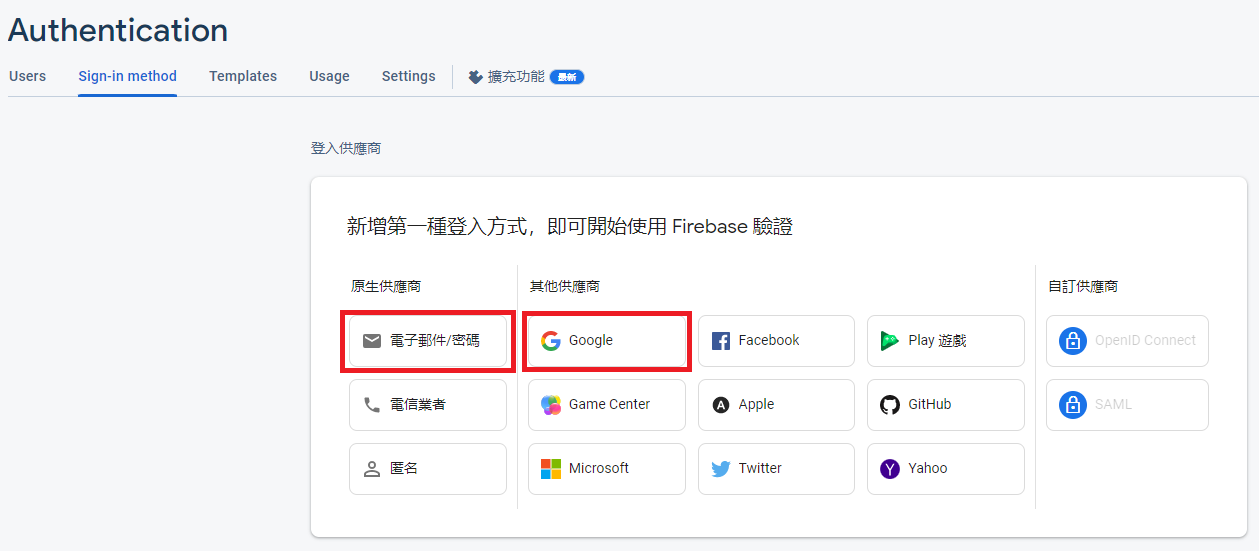 Authentication
Users Sign-in method Templates Usage Settings 擴充功能 最新
登入供應商
新增第一種登入方式，即可開始使用 Firebase 驗證
原生供應商 其他供應商 自訂供應商
電子郵件/密碼 Google Facebook Play 遊戲 OpenID Connect
電信業者 Game Center Apple GitHub SAML
匿名 Microsoft Twitter Yahoo